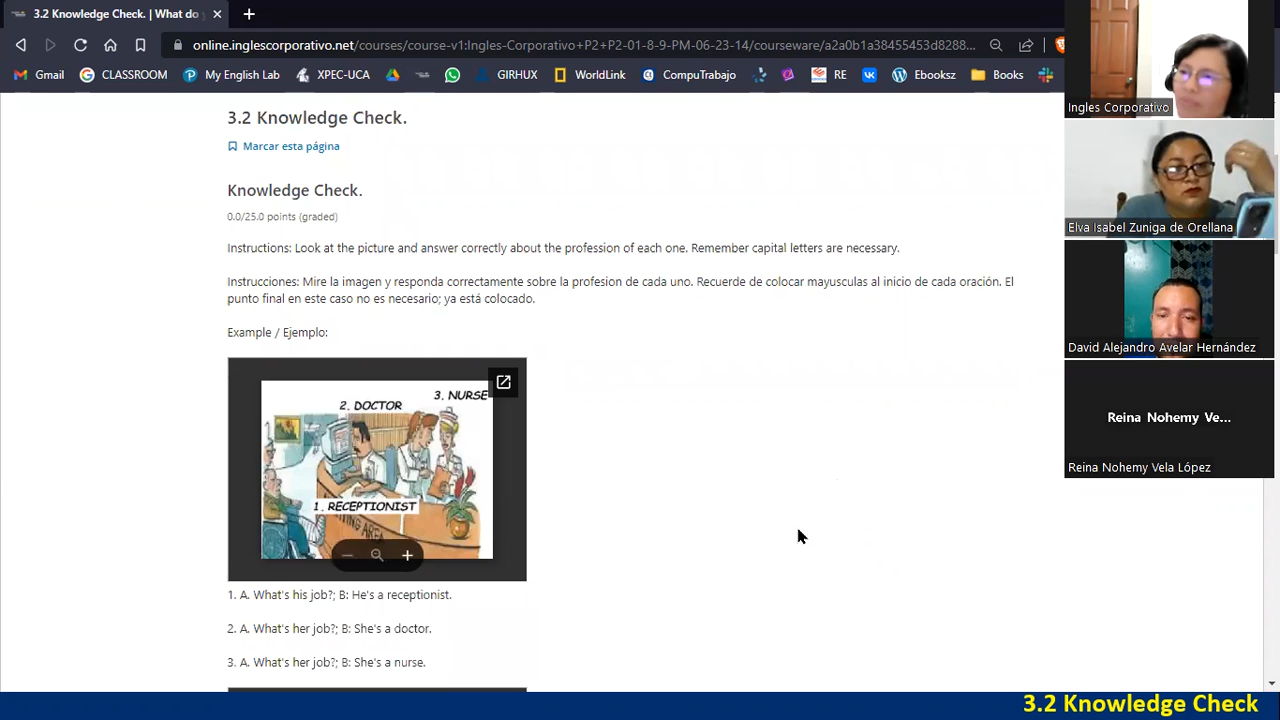 3.2 Knowledge Check. | What do y
online.inglescorporativo.net/courses/course-v1:Ingles-Corporativo+P2+P2-01-8-9-PM-06-23-14/courseware/a2a0b1a38455453d8288...
Gmail CLASSROOM My English Lab XPEC-UCA GIRHUX WorldLink CompuTrabajo RE WordPress Ebooksz Books
3.2 Knowledge Check.
Marcar esta página
Knowledge Check.
0.0/25.0 points (graded)
Instructions: Look at the picture and answer correctly about the profession of each one. Remember capital letters are necessary.
Instrucciones: Mire la imagen y responda correctamente sobre la profesion de cada uno. Recuerde de colocar mayusculas al inicio de cada oración. El
punto final en este caso no es necesario; ya está colocado.
Example / Ejemplo:
3. NURSE
2. DOCTOR
1. RECEPTIONIST
AREA
1. A. What's his job?; B: He's a receptionist.
2. A. What's her job?; B: She's a doctor.
3. A. What's her job?; B: She's a nurse.
Ingles Corporativo
Elva Isabel Zuniga de Orellana
David Alejandro Avelar Hernández
Reina Nohemy Ve...
Reina Nohemy Vela López
3.2 Knowledge Check